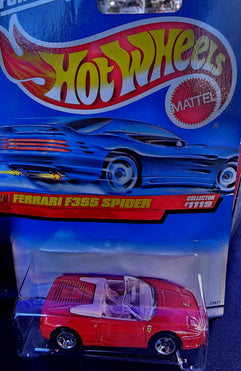 HOT WHEELS
MATTEL
FERRARI F355 SPIDER
COLLECTOR
#1119